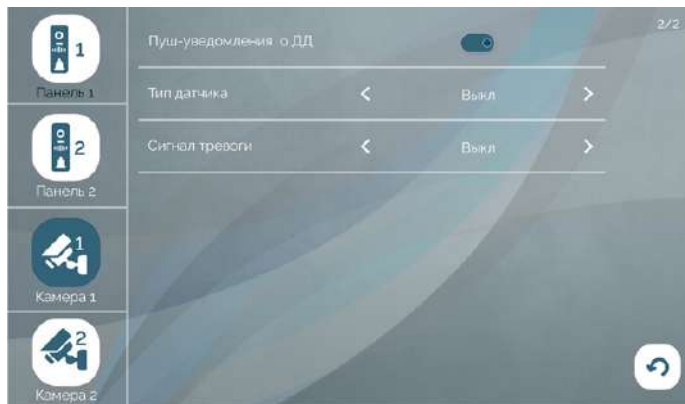 2/2
1
Пуш-уведомления о ДД
Панель 1
Тип датчика
Выкл
2
Сигнал тревоги
Выкл
Панель 2
1
Камера 1
2
Камера 2